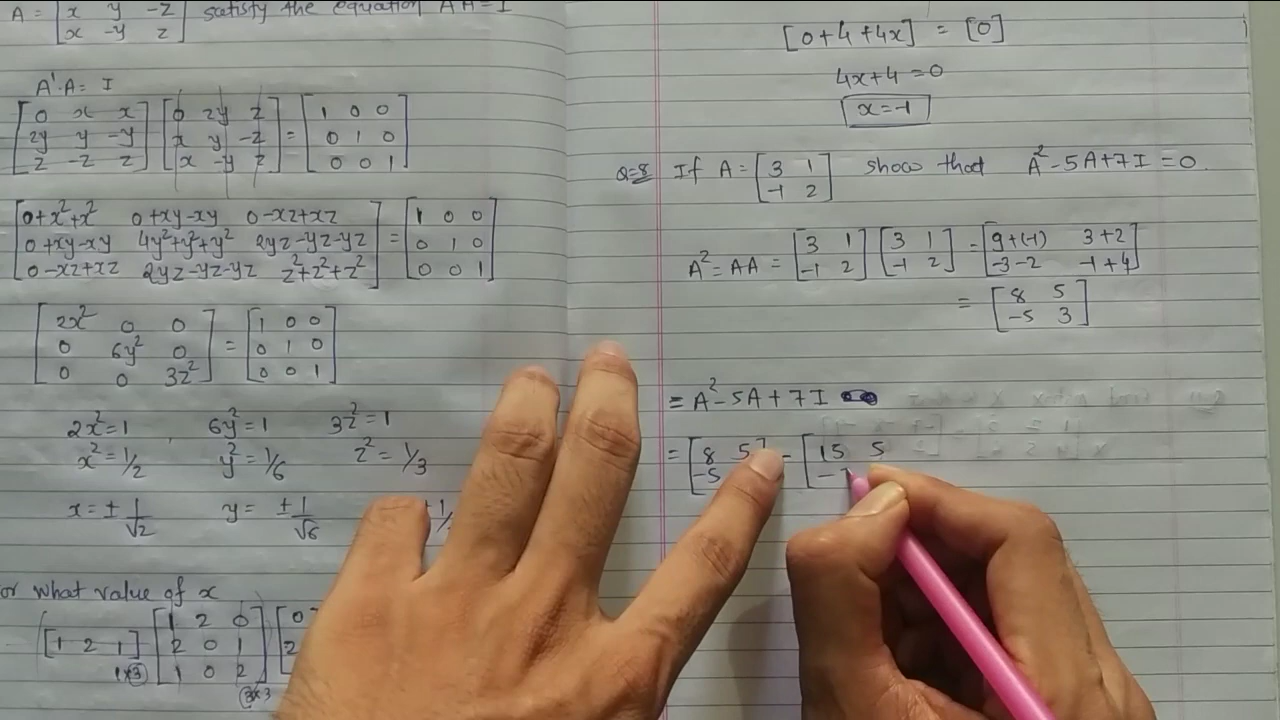 A = [x y -z] satisfy the equation A'A = I
[x -y z]
A'·A = I
[0 x x] [0 2y z] = [1 0 0]
[2y y -y] [x y -z] [0 1 0]
[z -z z] [x -y z] [0 0 1]
[0+x²+x² 0+xy-xy 0-xz+xz] = [1 0 0]
[0+xy-xy 4y²+y²+y² 2yz-yz-yz] [0 1 0]
[0-xz+xz 2yz-yz-yz z²+z²+z²] [0 0 1]
[2x² 0 0] = [1 0 0]
[0 6y² 0] [0 1 0]
[0 0 3z²] [0 0 1]
2x²=1 , 6y²=1 3z²=1
x²=1/2 y²=1/6 z²=1/3
x=±1/√2 y=±1/√6
or what value of x
[1 2 1] [1 2 0] [0
[2 0 1] [2
1×3 [1 0 2]
3×3
[0+4+4x] = [0]
4x+4=0
x=-1
Q=8 If A = [3 1] show that A²-5A+7I=0.
[-1 2]
A²=AA = [3 1] [3 1] = [9+(-1) 3+2]
[-1 2] [-1 2] [-3-2 -1+4]
= [8 5]
[-5 3]
= A²-5A+7I
= [8 5] - [15 5
[-5 [-